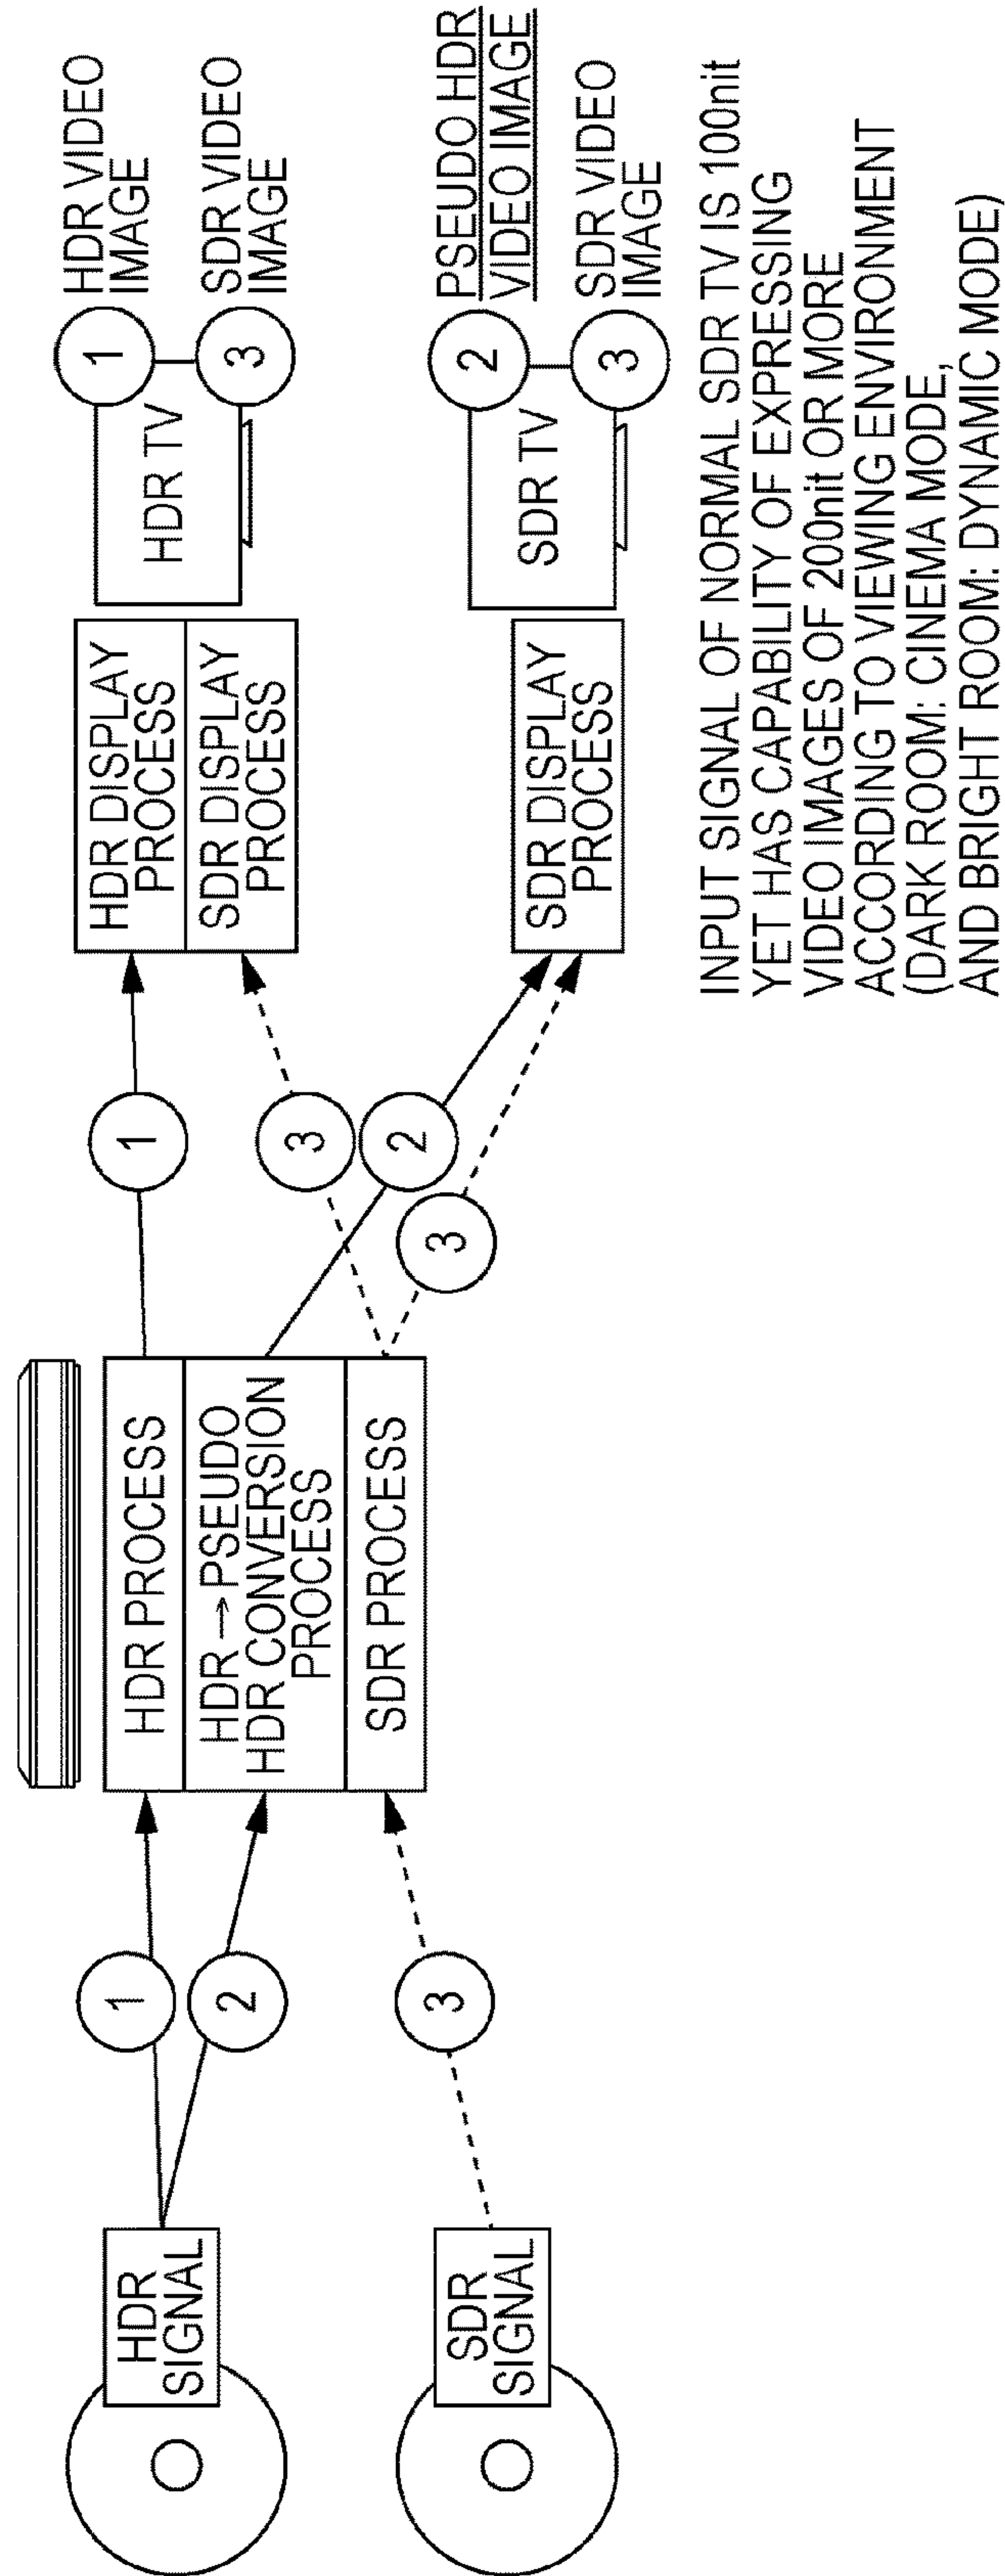 HDR
SIGNAL
SDR
SIGNAL
1
2
3
HDR PROCESS
HDR→PSEUDO
HDR CONVERSION
PROCESS
SDR PROCESS
1
3
2
3
HDR DISPLAY
PROCESS
SDR DISPLAY
PROCESS
SDR DISPLAY
PROCESS
HDR TV
1
3
HDR VIDEO
IMAGE
SDR VIDEO
IMAGE
SDR TV
2
3
PSEUDO HDR
VIDEO IMAGE
SDR VIDEO
IMAGE
INPUT SIGNAL OF NORMAL SDR TV IS 100nit
YET HAS CAPABILITY OF EXPRESSING
VIDEO IMAGES OF 200nit OR MORE
ACCORDING TO VIEWING ENVIRONMENT
(DARK ROOM: CINEMA MODE,
AND BRIGHT ROOM: DYNAMIC MODE)